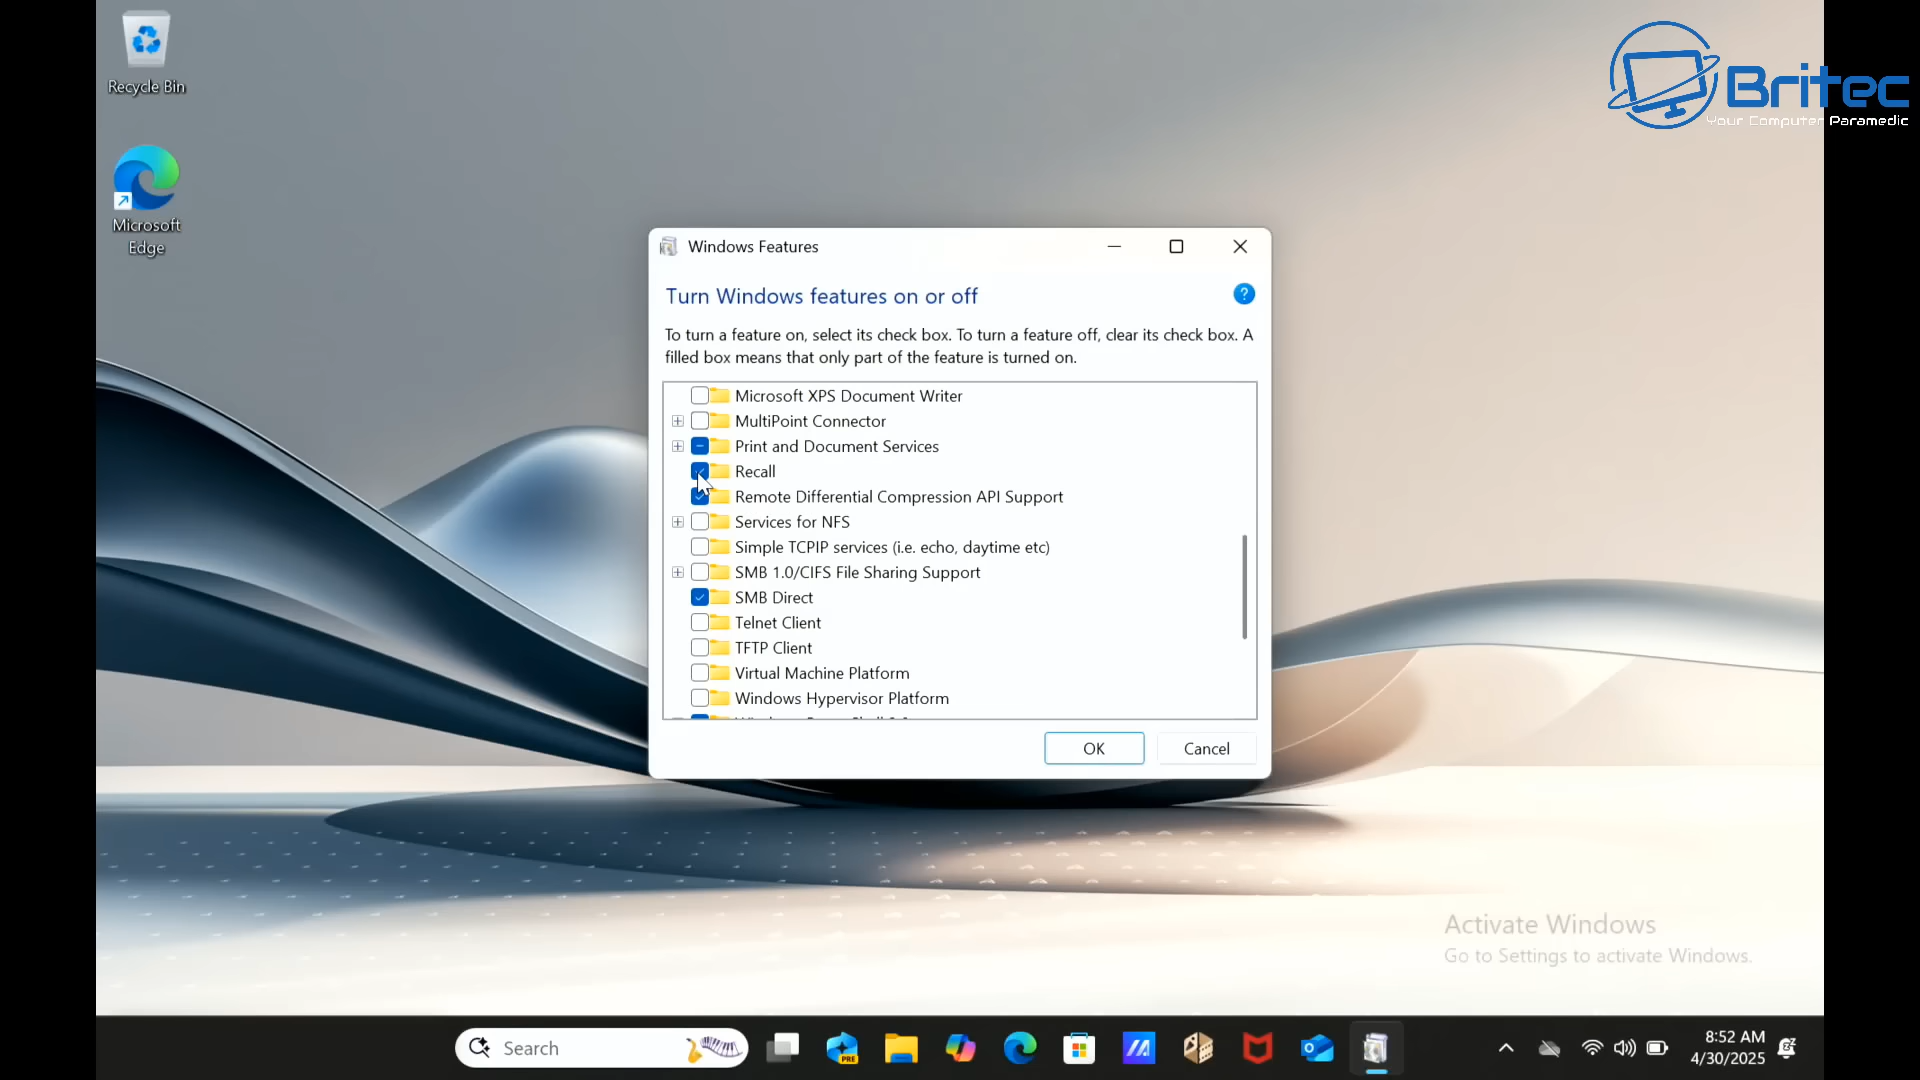 Recycle Bin
Microsoft
Edge
Britec
Your Computer Paramedic
Windows Features
Turn Windows features on or off
?
To turn a feature on, select its check box. To turn a feature off, clear its check box. A
filled box means that only part of the feature is turned on.
Microsoft XPS Document Writer
MultiPoint Connector
Print and Document Services
Recall
Remote Differential Compression API Support
Services for NFS
Simple TCPIP services (i.e. echo, daytime etc)
SMB 1.0/CIFS File Sharing Support
SMB Direct
Telnet Client
TFTP Client
Virtual Machine Platform
Windows Hypervisor Platform
OK
Cancel
Activate Windows
Go to Settings to activate Windows.
Search
PRE
8:52 AM
4/30/2025